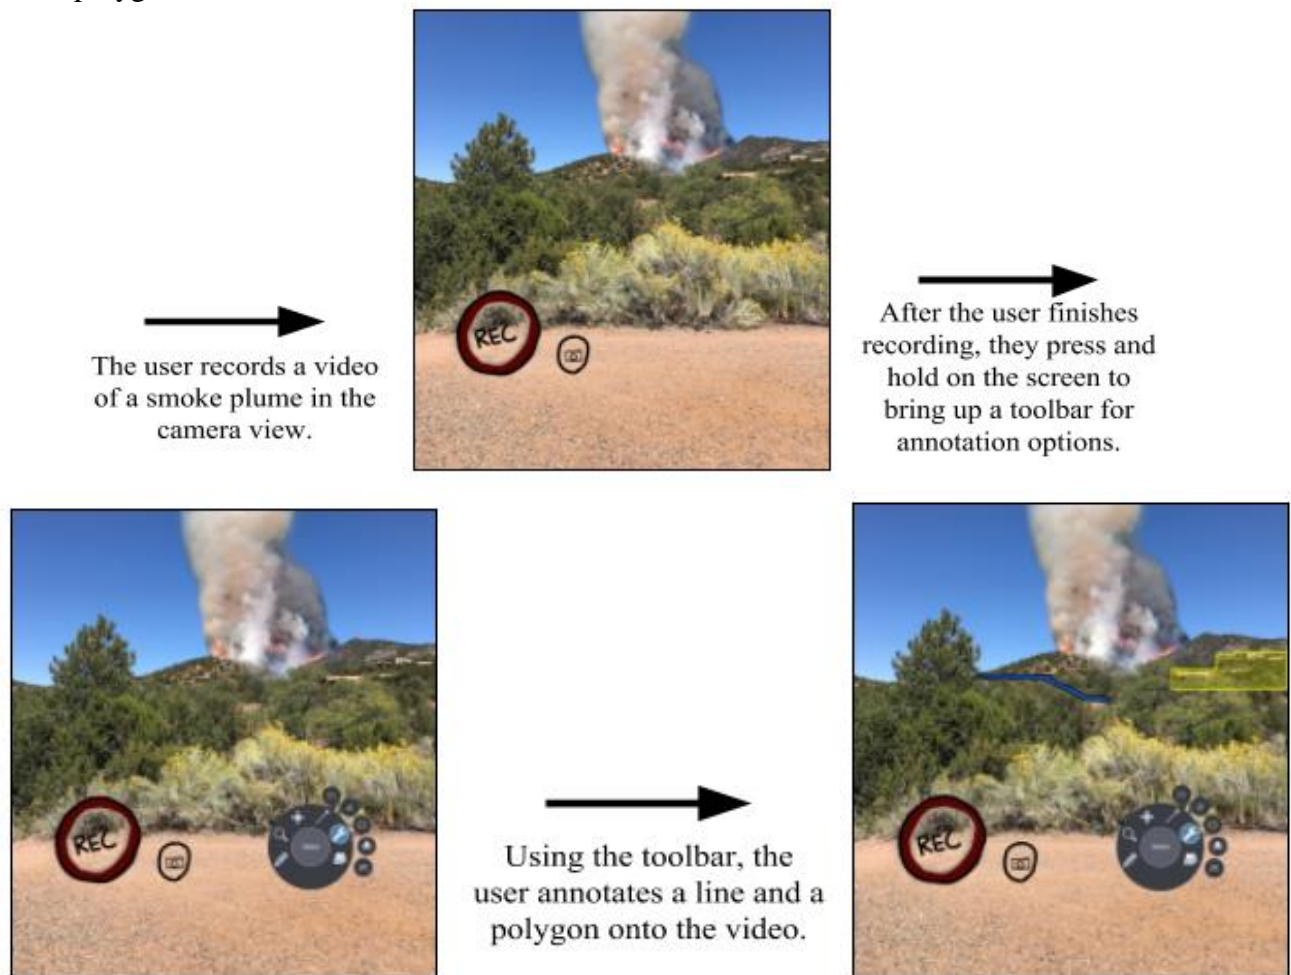 The user records a video
of a smoke plume in the
camera view.
REC
After the user finishes
recording, they press and
hold on the screen to
bring up a toolbar for
annotation options.
REC
Using the toolbar, the
user annotates a line and a
polygon onto the video.
REC